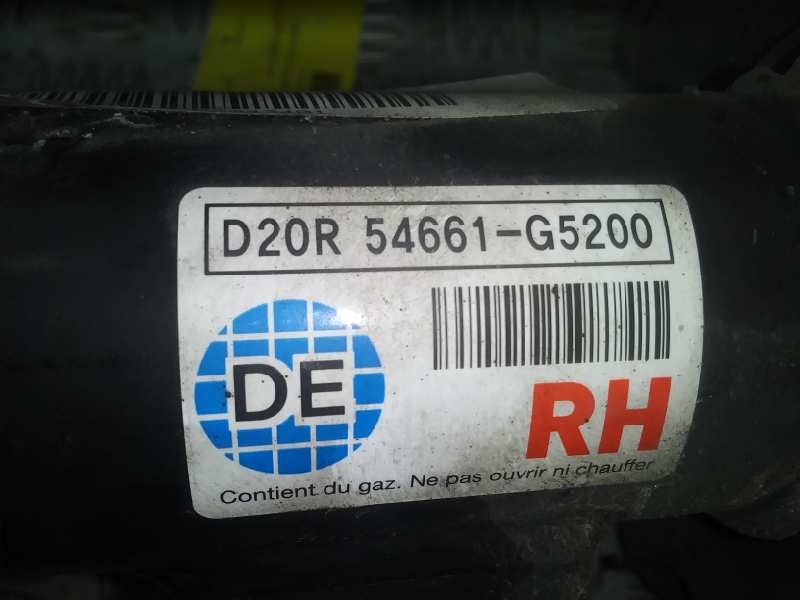 D20R 54661-G5200
DE
RH
Contient du gaz. Ne pas ouvrir ni chauffer